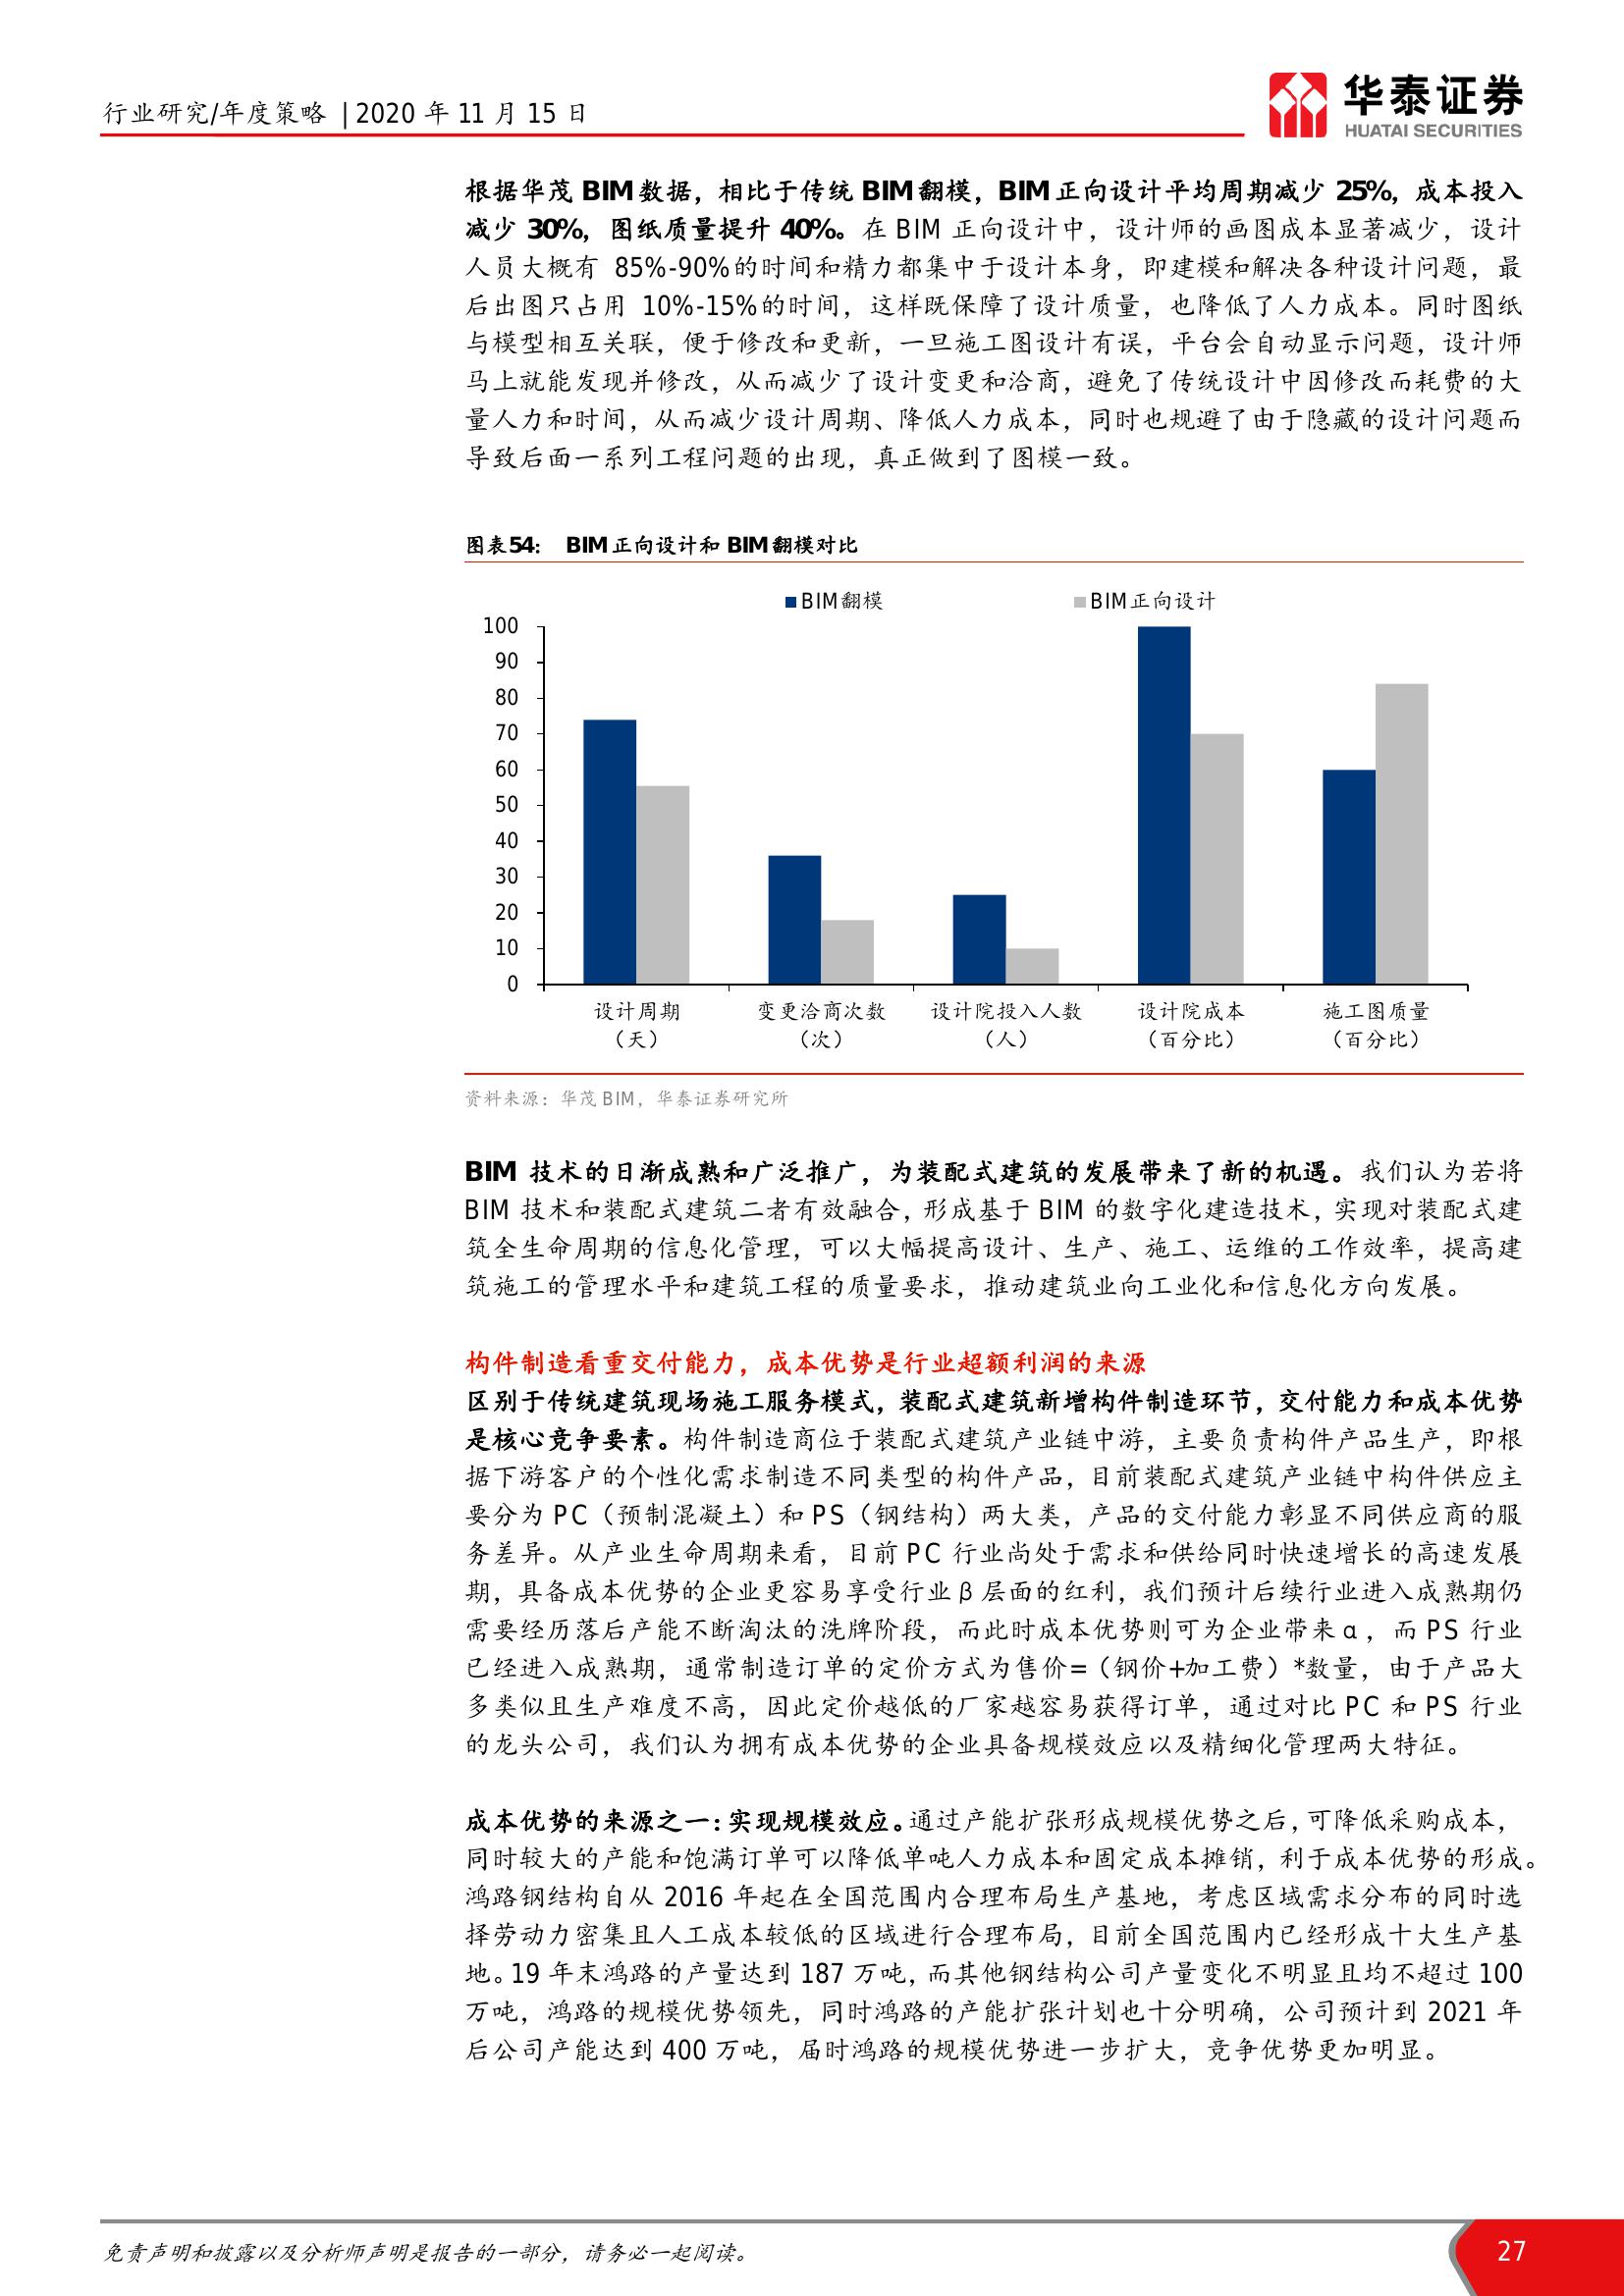 行业研究/年度策略 | 2020 年 11 月 15 日
华泰证券
HUATAI SECURITIES
根据华茂 BIM 数据，相比于传统 BIM 翻模，BIM 正向设计平均周期减少 25%，成本投入
减少 30%，图纸质量提升 40%。在 BIM 正向设计中，设计师的画图成本显著减少，设计
人员大概有 85%-90%的时间和精力都集中于设计本身，即建模和解决各种设计问题，最
后出图只占用 10%-15%的时间，这样既保障了设计质量，也降低了人力成本。同时图纸
与模型相互关联，便于修改和更新，一旦施工图设计有误，平台会自动显示问题，设计师
马上就能发现并修改，从而减少了设计变更和洽商，避免了传统设计中因修改而耗费的大
量人力和时间，从而减少设计周期、降低人力成本，同时也规避了由于隐藏的设计问题而
导致后面一系列工程问题的出现，真正做到了图模一致。
图表54： BIM 正向设计和 BIM 翻模对比
BIM翻模 BIM正向设计
100
90
80
70
60
50
40
30
20
10
0
设计周期 变更洽商次数 设计院投入人数 设计院成本 施工图质量
（天） （次） （人） （百分比） （百分比）
资料来源：华茂 BIM，华泰证券研究所
BIM 技术的日渐成熟和广泛推广，为装配式建筑的发展带来了新的机遇。我们认为若将
BIM 技术和装配式建筑二者有效融合，形成基于 BIM 的数字化建造技术，实现对装配式建
筑全生命周期的信息化管理，可以大幅提高设计、生产、施工、运维的工作效率，提高建
筑施工的管理水平和建筑工程的质量要求，推动建筑业向工业化和信息化方向发展。
构件制造看重交付能力，成本优势是行业超额利润的来源
区别于传统建筑现场施工服务模式，装配式建筑新增构件制造环节，交付能力和成本优势
是核心竞争要素。构件制造商位于装配式建筑产业链中游，主要负责构件产品生产，即根
据下游客户的个性化需求制造不同类型的构件产品，目前装配式建筑产业链中构件供应主
要分为 PC（预制混凝土）和 PS（钢结构）两大类，产品的交付能力彰显不同供应商的服
务差异。从产业生命周期来看，目前 PC 行业尚处于需求和供给同时快速增长的高速发展
期，具备成本优势的企业更容易享受行业 β 层面的红利，我们预计后续行业进入成熟期仍
需要经历落后产能不断淘汰的洗牌阶段，而此时成本优势则可为企业带来 α，而 PS 行业
已经进入成熟期，通常制造订单的定价方式为售价=（钢价+加工费）*数量，由于产品大
多类似且生产难度不高，因此定价越低的厂家越容易获得订单，通过对比 PC 和 PS 行业
的龙头公司，我们认为拥有成本优势的企业具备规模效应以及精细化管理两大特征。
成本优势的来源之一：实现规模效应。通过产能扩张形成规模优势之后，可降低采购成本，
同时较大的产能和饱满订单可以降低单吨人力成本和固定成本摊销，利于成本优势的形成。
鸿路钢结构自从 2016 年起在全国范围内合理布局生产基地，考虑区域需求分布的同时选
择劳动力密集且人工成本较低的区域进行合理布局，目前全国范围内已经形成十大生产基
地。19 年末鸿路的产量达到 187 万吨，而其他钢结构公司产量变化不明显且均不超过 100
万吨，鸿路的规模优势领先，同时鸿路的产能扩张计划也十分明确，公司预计到 2021 年
后公司产能达到 400 万吨，届时鸿路的规模优势进一步扩大，竞争优势更加明显。
免责声明和披露以及分析师声明是报告的一部分，请务必一起阅读。
27